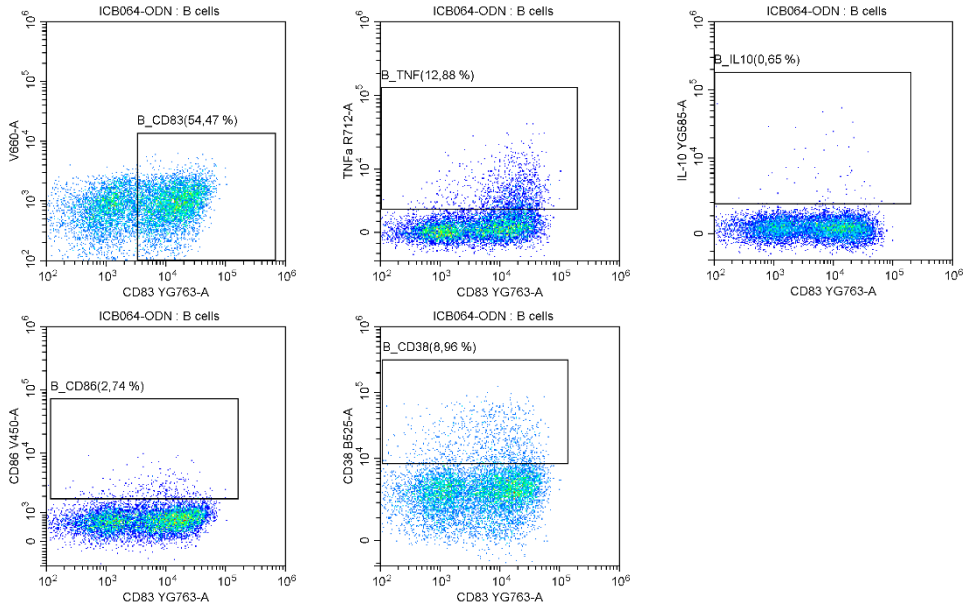 ICB064-ODN : B cells
10^6
10^5
10^4
10^3
10^2
V660-A
B_CD83(54,47 %)
10^2 10^3 10^4 10^5 10^6
CD83 YG763-A
ICB064-ODN : B cells
10^6
10^5
10^4
0
TNFa R712-A
B_TNF(12,88 %)
10^2 10^3 10^4 10^5 10^6
CD83 YG763-A
ICB064-ODN : B cells
10^6
10^5
10^4
0
IL-10 YG585-A
B_IL10(0,65 %)
10^2 10^3 10^4 10^5 10^6
CD83 YG763-A
ICB064-ODN : B cells
10^6
10^5
10^4
10^3
0
CD86 V450-A
B_CD86(2,74 %)
10^2 10^3 10^4 10^5 10^6
CD83 YG763-A
ICB064-ODN : B cells
10^6
10^5
10^4
0
CD38 B525-A
B_CD38(8,96 %)
10^2 10^3 10^4 10^5 10^6
CD83 YG763-A